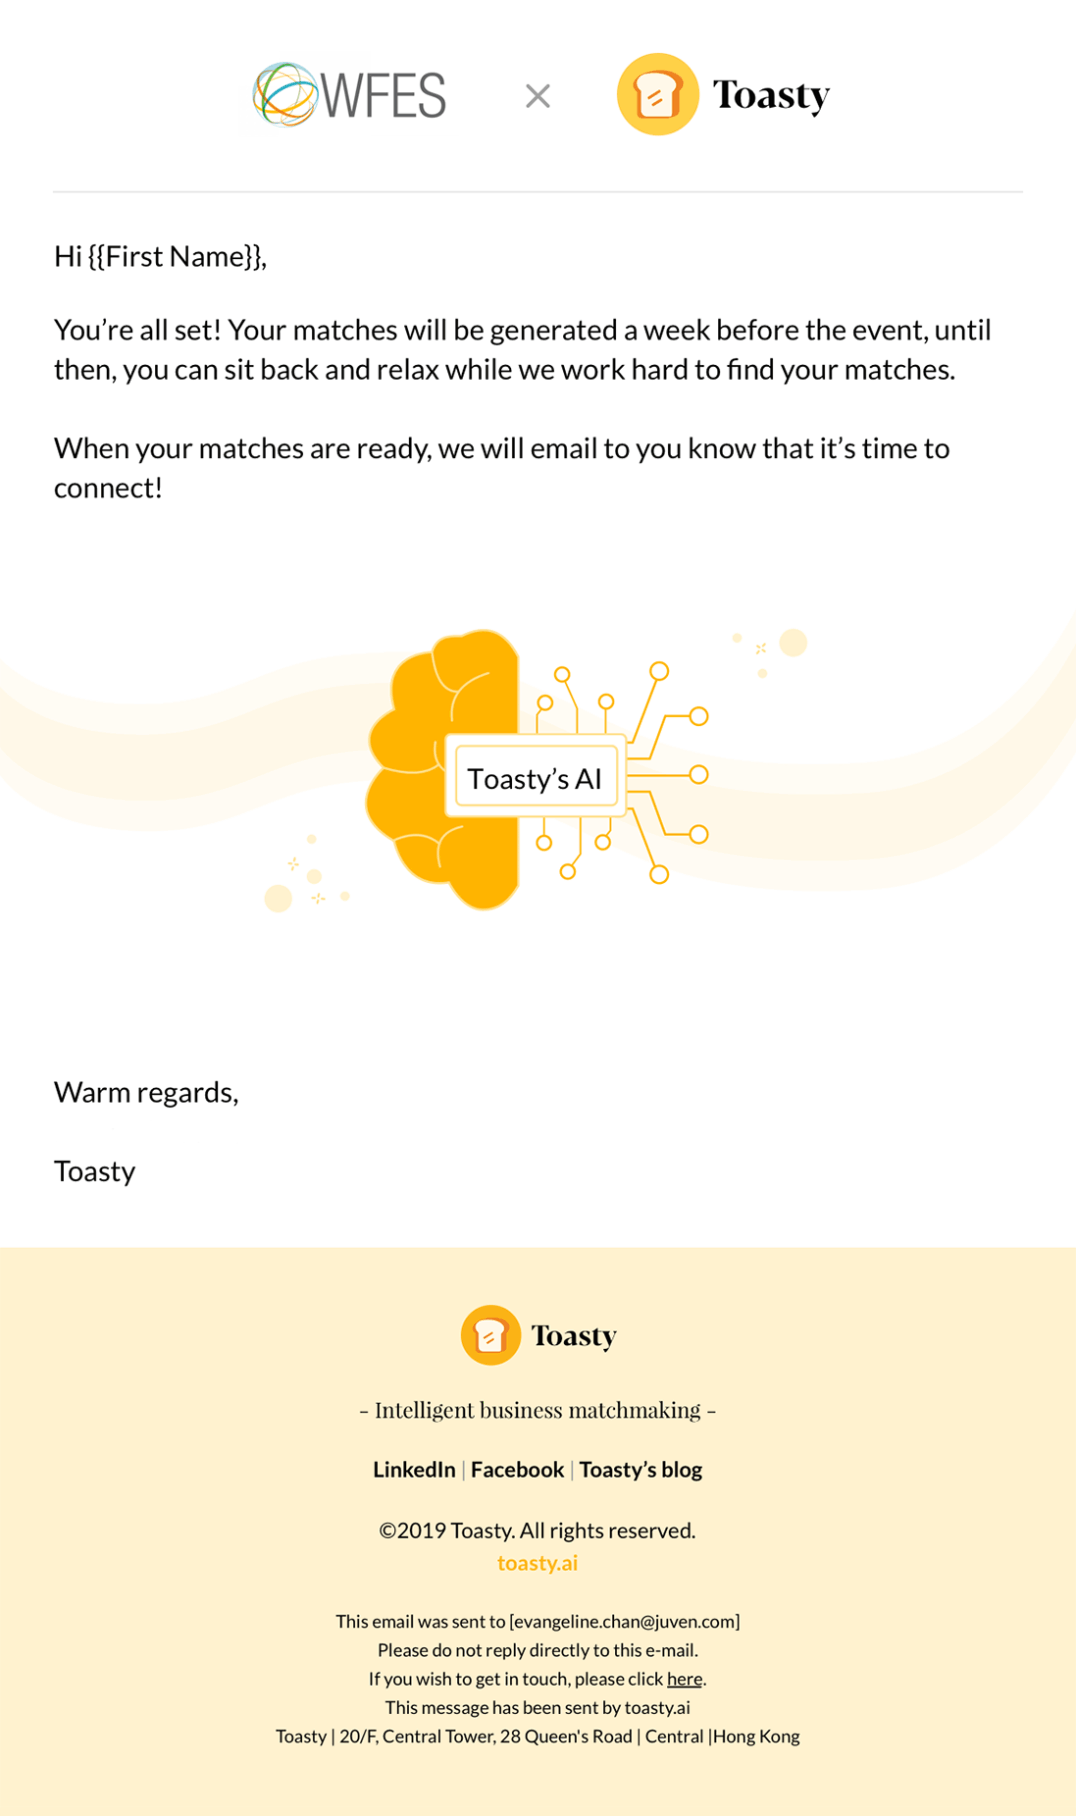 WFES × Toasty
Hi {{First Name}},
You’re all set! Your matches will be generated a week before the event, until
then, you can sit back and relax while we work hard to find your matches.
When your matches are ready, we will email to you know that it’s time to
connect!
Toasty’s AI
Warm regards,
Toasty
Toasty
- Intelligent business matchmaking -
LinkedIn | Facebook | Toasty’s blog
©2019 Toasty. All rights reserved.
toasty.ai
This email was sent to [evangeline.chan@juven.com]
Please do not reply directly to this e-mail.
If you wish to get in touch, please click here.
This message has been sent by toasty.ai
Toasty | 20/F, Central Tower, 28 Queen's Road | Central |Hong Kong